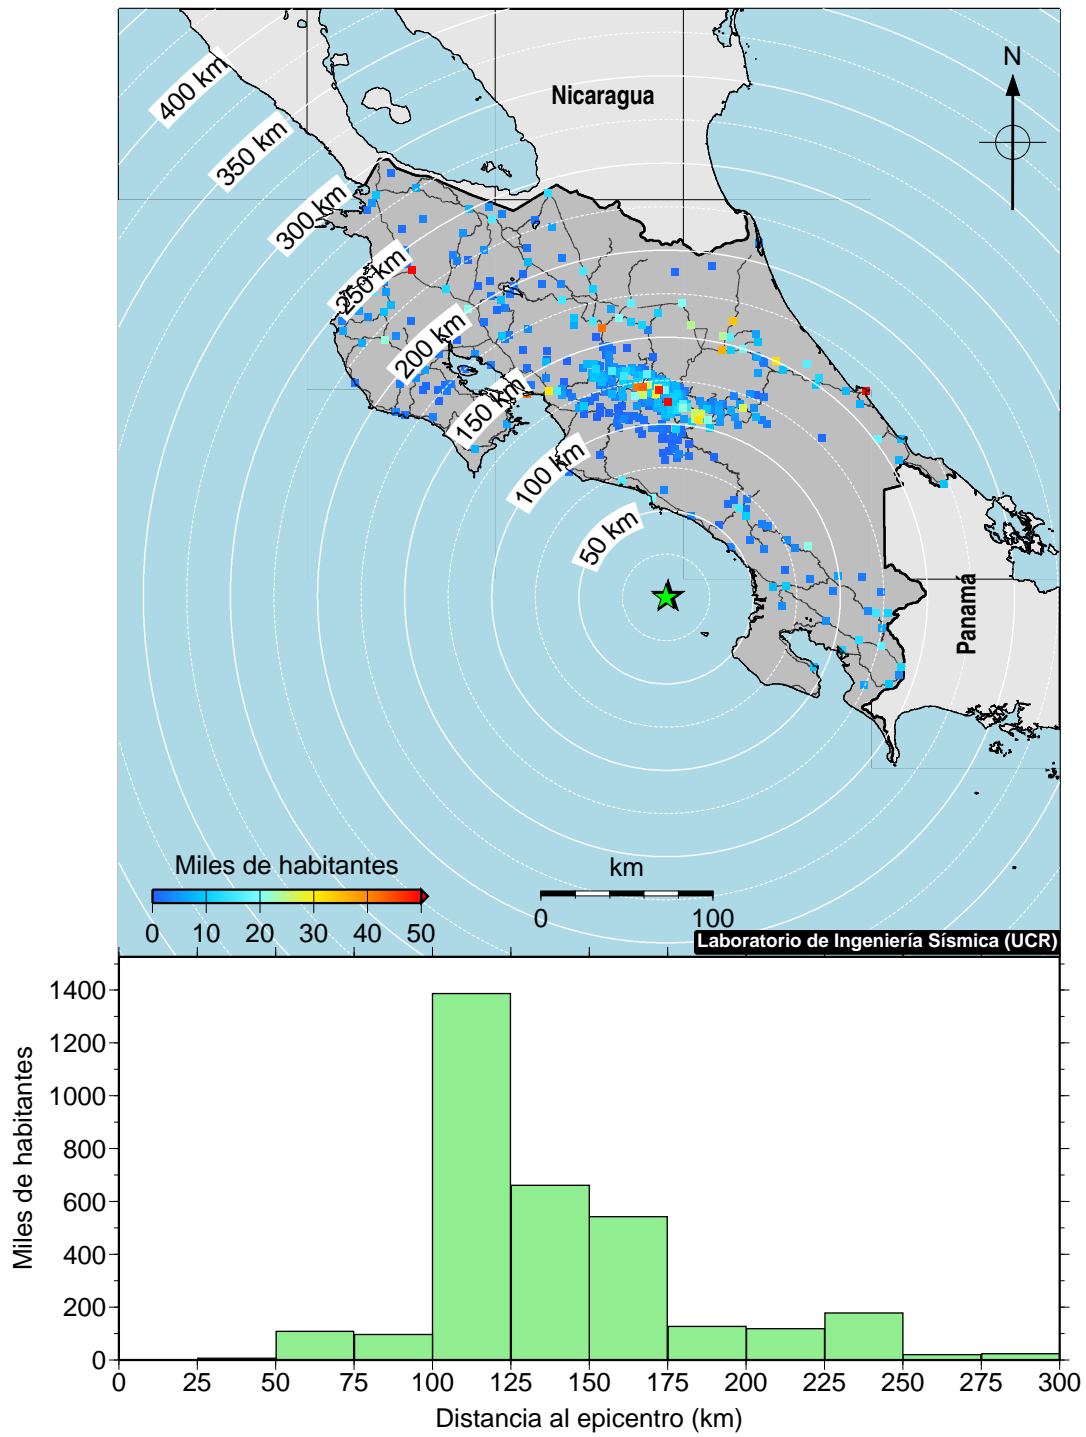 N
Nicaragua
400 km
350 km
300 km
250 km
200 km
150 km
100 km
50 km
Panamá
Miles de habitantes
0 10 20 30 40 50
km
0 100
Laboratorio de Ingeniería Sísmica (UCR)
Miles de habitantes
1400
1200
1000
800
600
400
200
0
0 25 50 75 100 125 150 175 200 225 250 275 300
Distancia al epicentro (km)